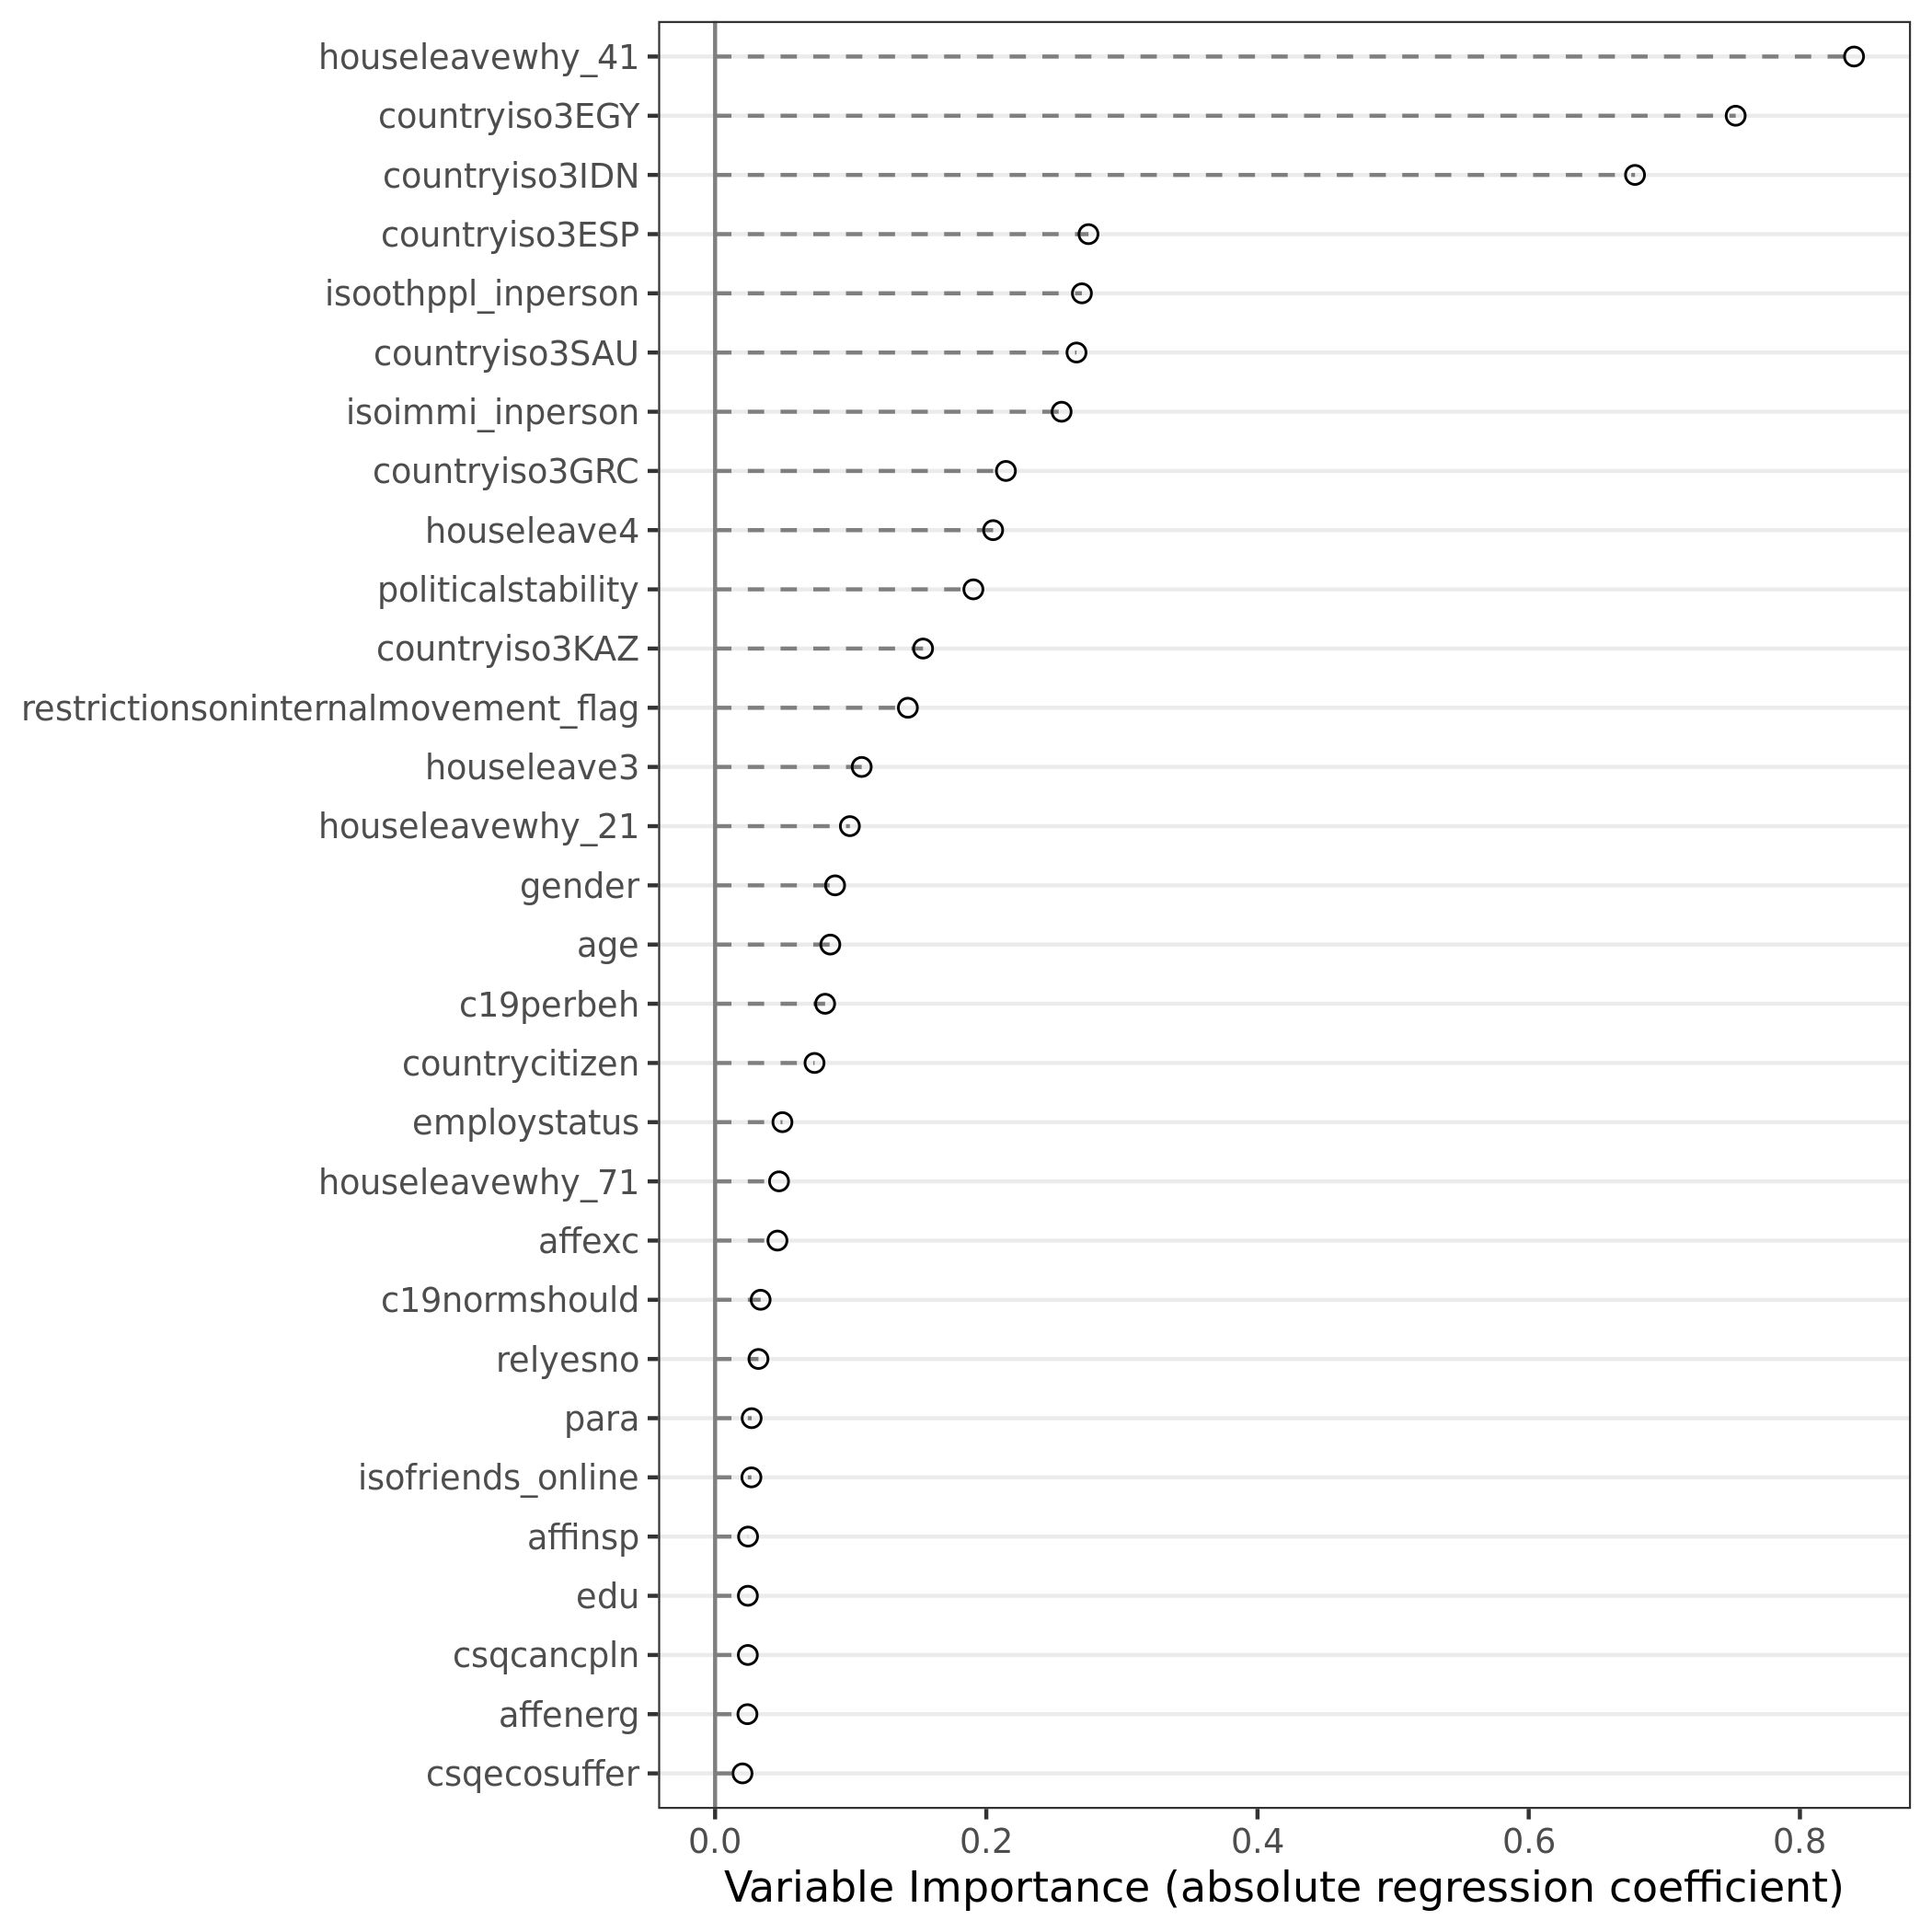 houseleavewhy_41
countryiso3EGY
countryiso3IDN
countryiso3ESP
isoothppl_inperson
countryiso3SAU
isoimmi_inperson
countryiso3GRC
houseleave4
politicalstability
countryiso3KAZ
restrictionsoninternalmovement_flag
houseleave3
houseleavewhy_21
gender
age
c19perbeh
countrycitizen
employstatus
houseleavewhy_71
affexc
c19normshould
relyesno
para
isofriends_online
affinsp
edu
csqcancpln
affenerg
csqecosuffer
0.0 0.2 0.4 0.6 0.8
Variable Importance (absolute regression coefficient)